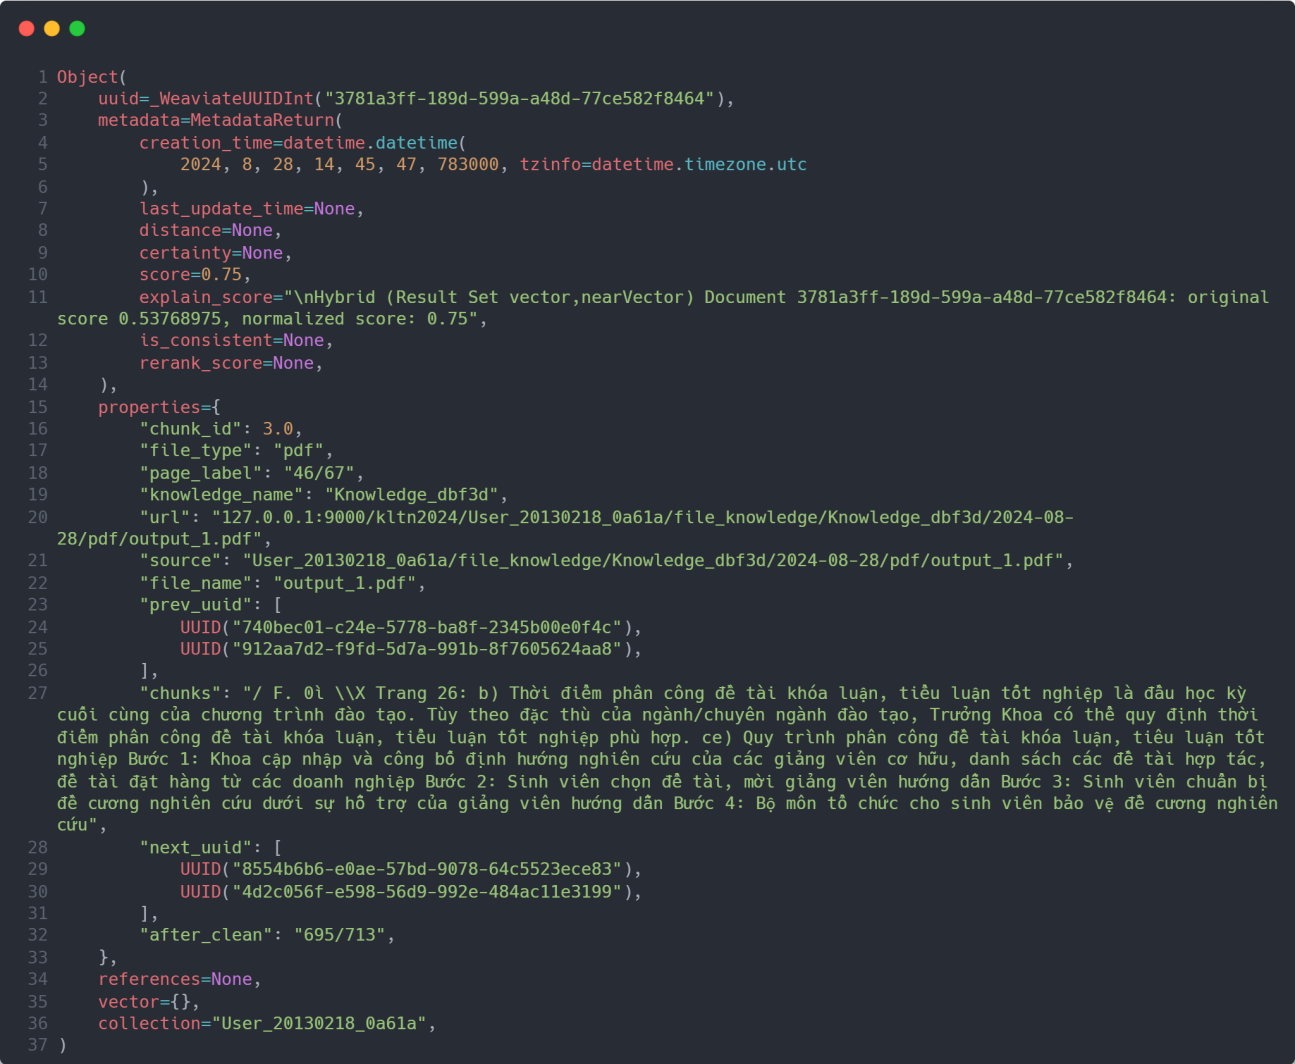 1 Object(
2     uuid=_WeaviateUUIDInt("3781a3ff-189d-599a-a48d-77ce582f8464"),
3     metadata=MetadataReturn(
4         creation_time=datetime.datetime(
5             2024, 8, 28, 14, 45, 47, 783000, tzinfo=datetime.timezone.utc
6         ),
7         last_update_time=None,
8         distance=None,
9         certainty=None,
10         score=0.75,
11         explain_score="\nHybrid (Result Set vector,nearVector) Document 3781a3ff-189d-599a-a48d-77ce582f8464: original
score 0.53768975, normalized score: 0.75",
12         is_consistent=None,
13         rerank_score=None,
14     ),
15     properties={
16         "chunk_id": 3.0,
17         "file_type": "pdf",
18         "page_label": "46/67",
19         "knowledge_name": "Knowledge_dbf3d",
20         "url": "127.0.0.1:9000/kltn2024/User_20130218_0a61a/file_knowledge/Knowledge_dbf3d/2024-08-
28/pdf/output_1.pdf",
21         "source": "User_20130218_0a61a/file_knowledge/Knowledge_dbf3d/2024-08-28/pdf/output_1.pdf",
22         "file_name": "output_1.pdf",
23         "prev_uuid": [
24             UUID("740bec01-c24e-5778-ba8f-2345b00e0f4c"),
25             UUID("912aa7d2-f9fd-5d7a-991b-8f7605624aa8"),
26         ],
27         "chunks": "/ F. 0ì \\X Trang 26: b) Thời điểm phân công đề tài khóa luận, tiểu luận tốt nghiệp là đầu học kỳ
cuối cùng của chương trình đào tạo. Tùy theo đặc thù của ngành/chuyên ngành đào tạo, Trưởng Khoa có thể quy định thời
điểm phân công đề tài khóa luận, tiểu luận tốt nghiệp phù hợp. ce) Quy trình phân công đề tài khóa luận, tiêu luận tốt
nghiệp Bước 1: Khoa cập nhập và công bố định hướng nghiên cứu của các giảng viên cơ hữu, danh sách các đề tài hợp tác,
đề tài đặt hàng từ các doanh nghiệp Bước 2: Sinh viên chọn đề tài, mời giảng viên hướng dẫn Bước 3: Sinh viên chuẩn bị
đề cương nghiên cứu dưới sự hỗ trợ của giảng viên hướng dẫn Bước 4: Bộ môn tổ chức cho sinh viên bảo vệ đề cương nghiên
cứu",
28         "next_uuid": [
29             UUID("8554b6b6-e0ae-57bd-9078-64c5523ece83"),
30             UUID("4d2c056f-e598-56d9-992e-484ac11e3199"),
31         ],
32         "after_clean": "695/713",
33     },
34     references=None,
35     vector={},
36     collection="User_20130218_0a61a",
37 )